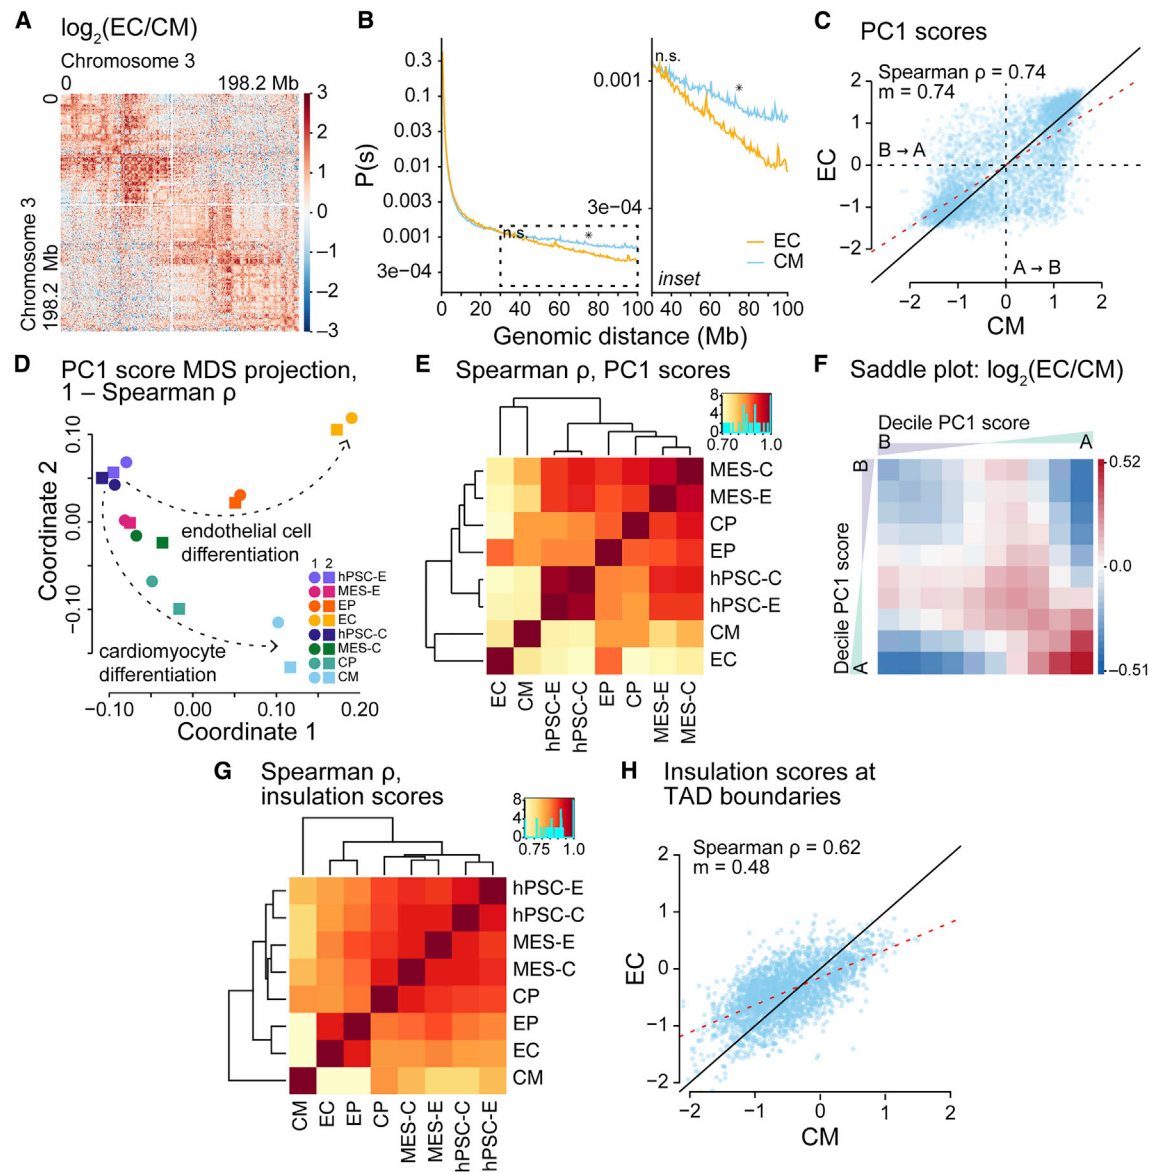 A
log2(EC/CM)
Chromosome 3
0
198.2 Mb
0
Chromosome 3
198.2 Mb
3
2
1
0
−1
−2
−3
B
P(s)
0.3
0.1
0.03
0.01
0.003
0.001
3e−04
n.s.
*
0 20 40 60 80 100
n.s.
*
0.001
3e−04
inset
EC
CM
40 60 80 100
Genomic distance (Mb)
C
PC1 scores
Spearman ρ = 0.74
m = 0.74
B → A
A → B
EC
2
1
0
−1
−2
−2 −1 0 1 2
CM
D
PC1 score MDS projection,
1 − Spearman ρ
Coordinate 2
0.10
0.00
−0.10
endothelial cell
differentiation
cardiomyocyte
differentiation
1 2
hPSC-E
MES-E
EP
EC
hPSC-C
MES-C
CP
CM
−0.10 0.00 0.10 0.20
Coordinate 1
E
Spearman ρ, PC1 scores
8
4
0
0.70 1.0
MES-C
MES-E
CP
EP
hPSC-C
hPSC-E
CM
EC
EC
CM
hPSC-E
hPSC-C
EP
CP
MES-E
MES-C
F
Saddle plot: log2(EC/CM)
Decile PC1 score
B
A
B
Decile PC1 score
A
0.52
0.0
−0.51
G
Spearman ρ,
insulation scores
8
4
0
0.75 1.0
hPSC-E
hPSC-C
MES-E
MES-C
CP
EP
EC
CM
CM
EC
EP
CP
MES-C
MES-E
hPSC-C
hPSC-E
H
Insulation scores at
TAD boundaries
Spearman ρ = 0.62
m = 0.48
EC
2
1
0
−1
−2
−2 −1 0 1 2
CM